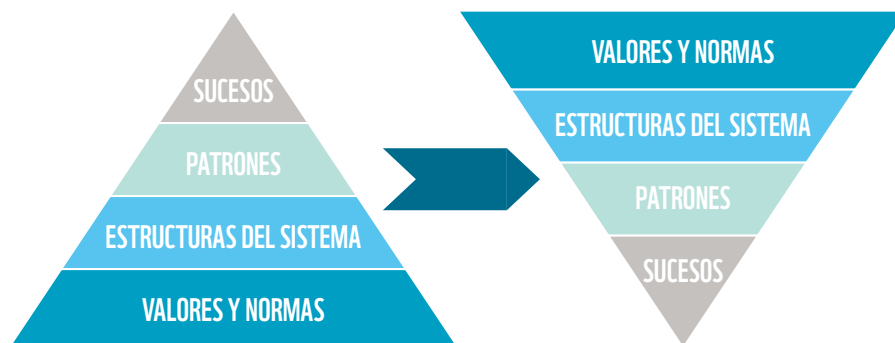 SUCESOS
PATRONES
ESTRUCTURAS DEL SISTEMA
VALORES Y NORMAS
VALORES Y NORMAS
ESTRUCTURAS DEL SISTEMA
PATRONES
SUCESOS